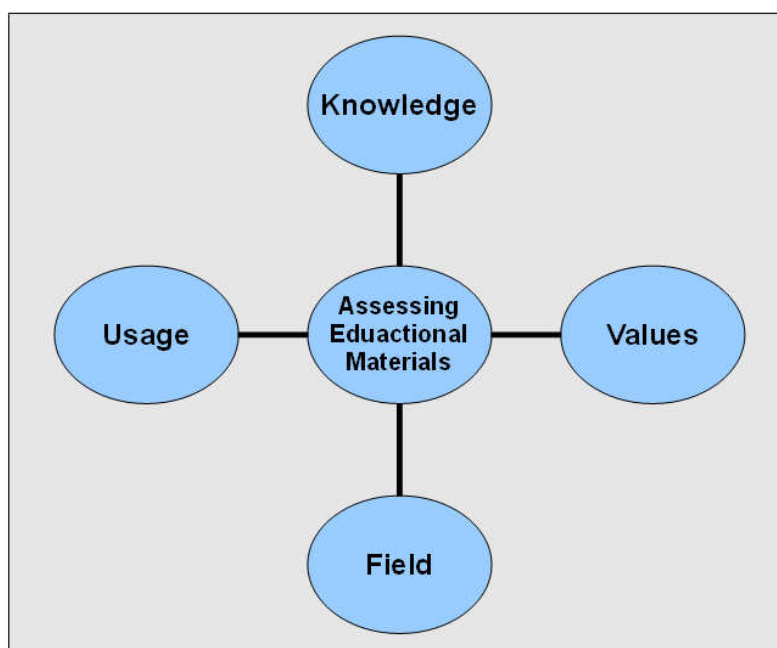 Knowledge
Usage
Assessing
Eduactional
Materials
Values
Field